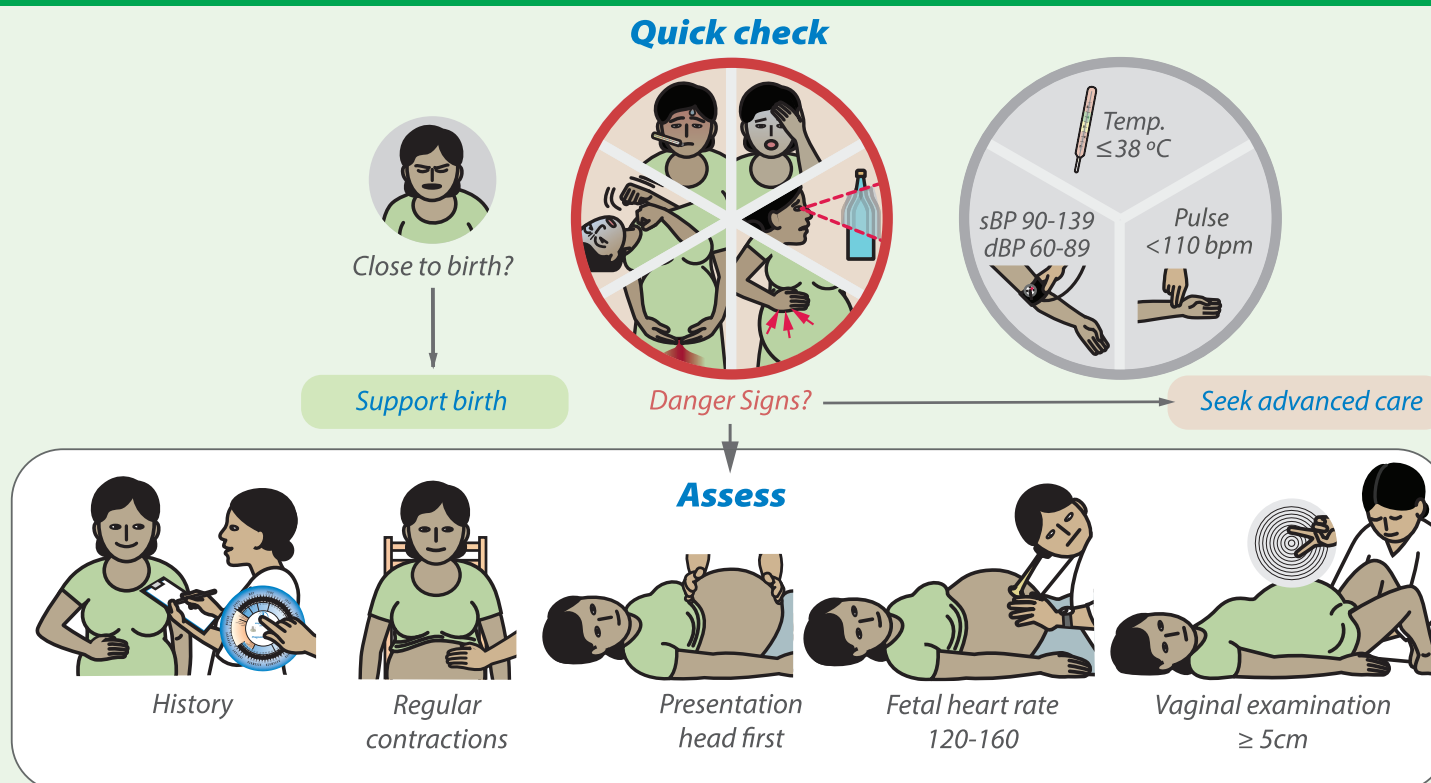 Quick check
Temp.
≤38 ºC
sBP 90-139
dBP 60-89
Pulse
<110 bpm
Close to birth?
Support birth
Danger Signs?
Seek advanced care
Assess
History
Regular
contractions
Presentation
head first
Fetal heart rate
120-160
Vaginal examination
≥ 5cm